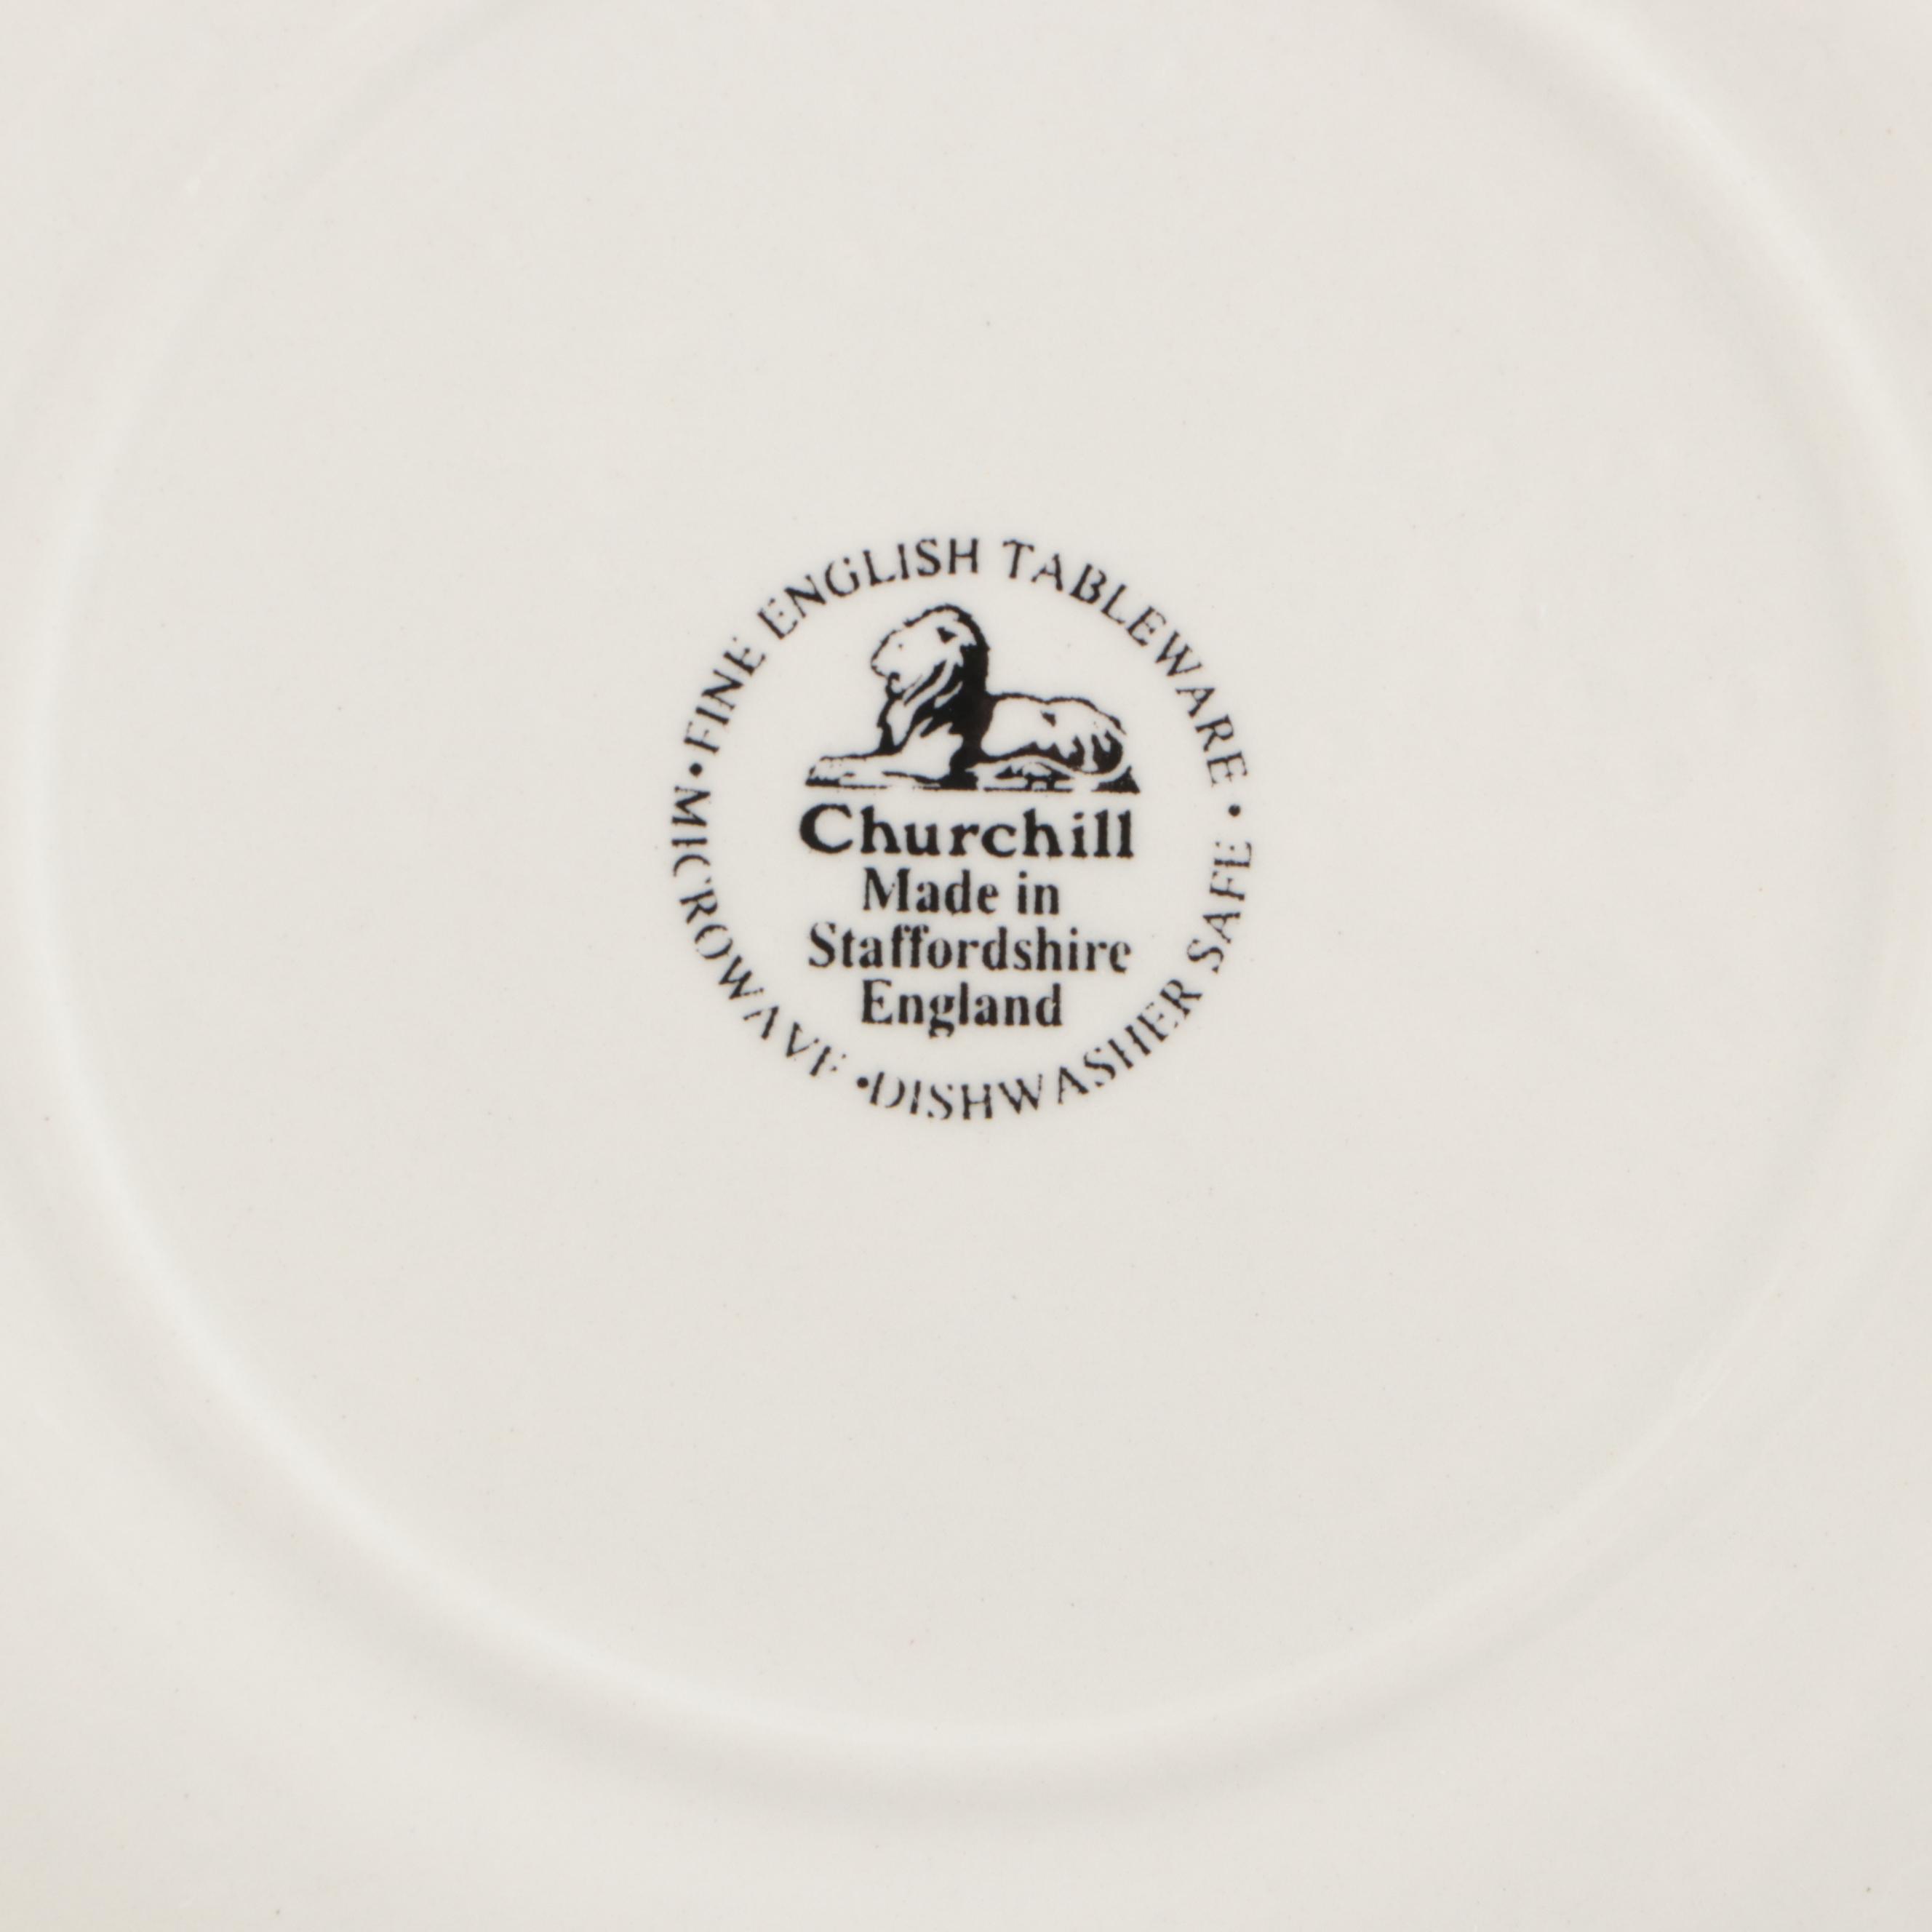 • FINE ENGLISH TABLEWARE •
Churchill
Made in
Staffordshire
England
MICROWAVE • DISHWASHER SAFE